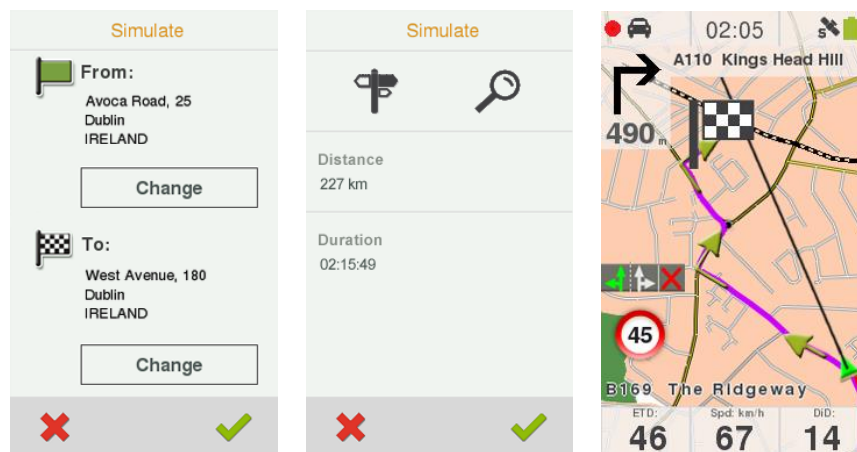 Simulate
From:
Avoca Road, 25
Dublin
IRELAND
Change
To:
West Avenue, 180
Dublin
IRELAND
Change
Simulate
Distance
227 km
Duration
02:15:49
02:05
S
A110 Kings Head Hill
490 m
45
B169 The Ridgeway
ETD: Spd: km/h DiD:
46 67 14